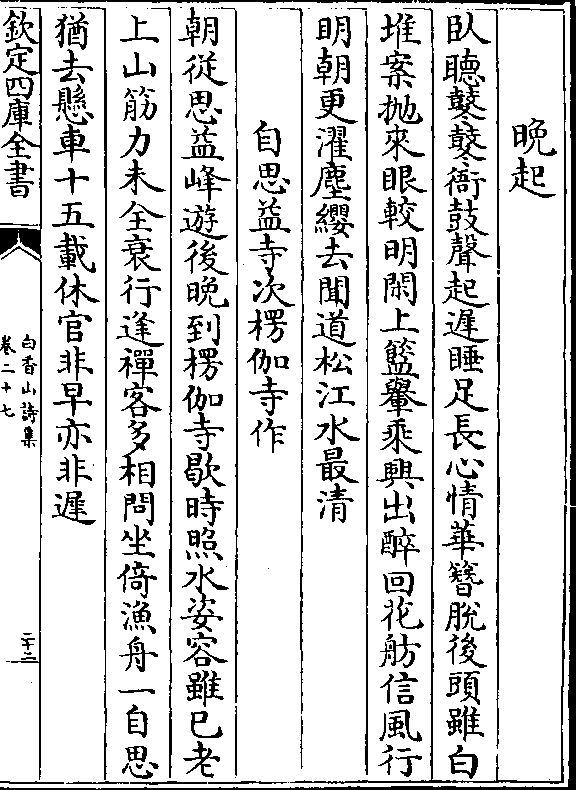 晚起
臥聴鼕鼕衙鼓聲起遲睡足長心情華簪脫後頭雖白
堆案抛來眼較明閑上籃轝乘興出醉回花舫信風行
明朝更濯塵纓去聞道松江水最清
自思益寺次楞伽寺作
朝從思益峰遊後晚到楞伽寺歇時照水姿容雖已老
上山筋力未全衰行逢禪客多相問坐倚漁舟一自思
猶去懸車十五載休官非早亦非遲
欽定四庫全書
白香山詩集
卷二十七
二十三